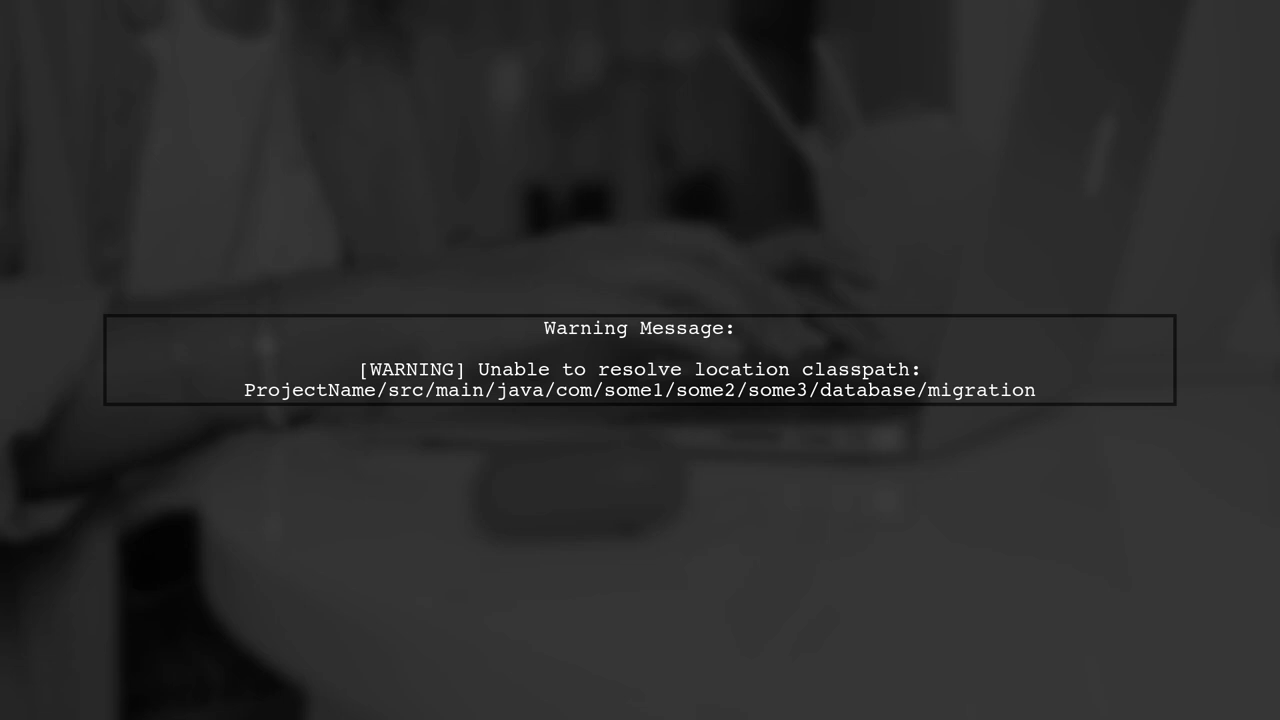 Warning Message:
[WARNING] Unable to resolve location classpath:
ProjectName/src/main/java/com/some1/some2/some3/database/migration